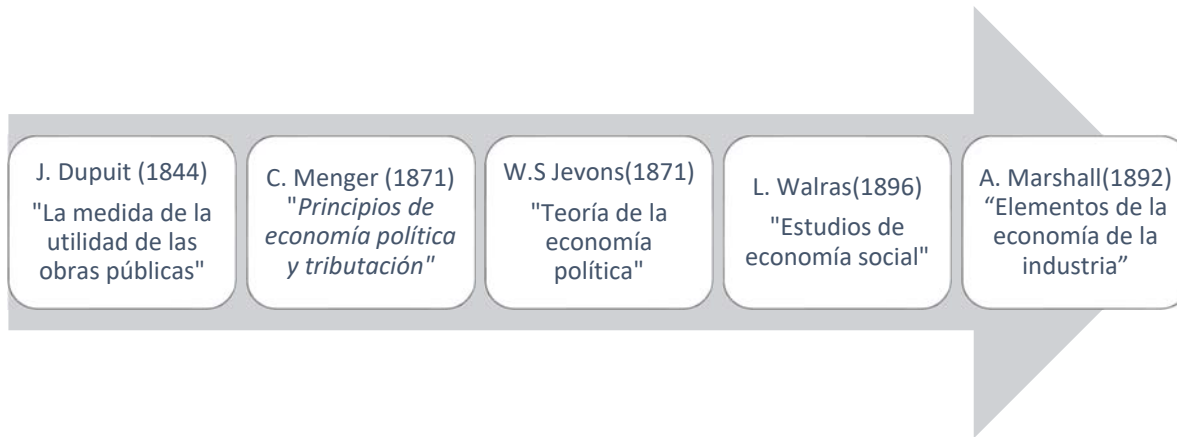 J. Dupuit (1844)
"La medida de la
utilidad de las
obras públicas"
C. Menger (1871)
"Principios de
economía política
y tributación"
W.S Jevons(1871)
"Teoría de la
economía
política"
L. Walras(1896)
"Estudios de
economía social"
A. Marshall(1892)
“Elementos de la
economía de la
industria”